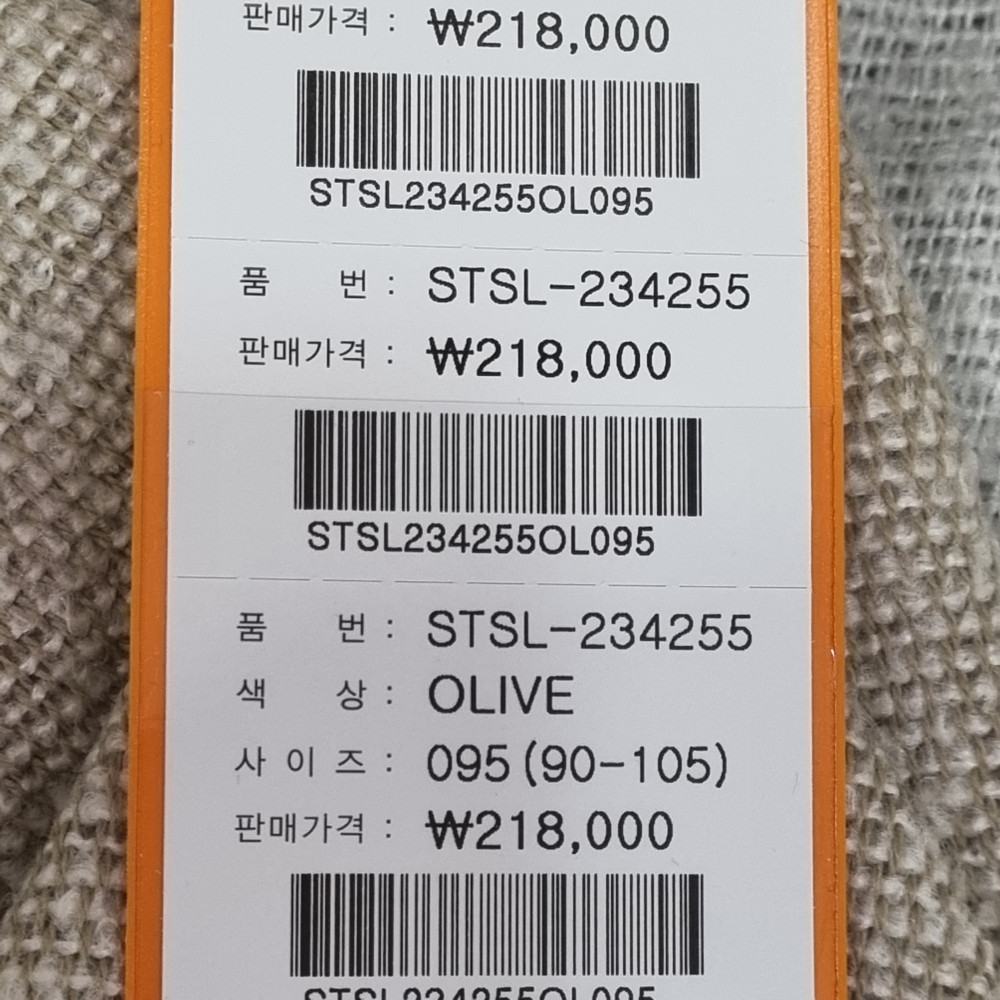 판매가격 : ₩218,000
STSL234255OL095
품 번 : STSL-234255
판매가격 : ₩218,000
STSL234255OL095
품 번 : STSL-234255
색 상 : OLIVE
사 이 즈 : 095 (90-105)
판매가격 : ₩218,000
STSL234255OL095